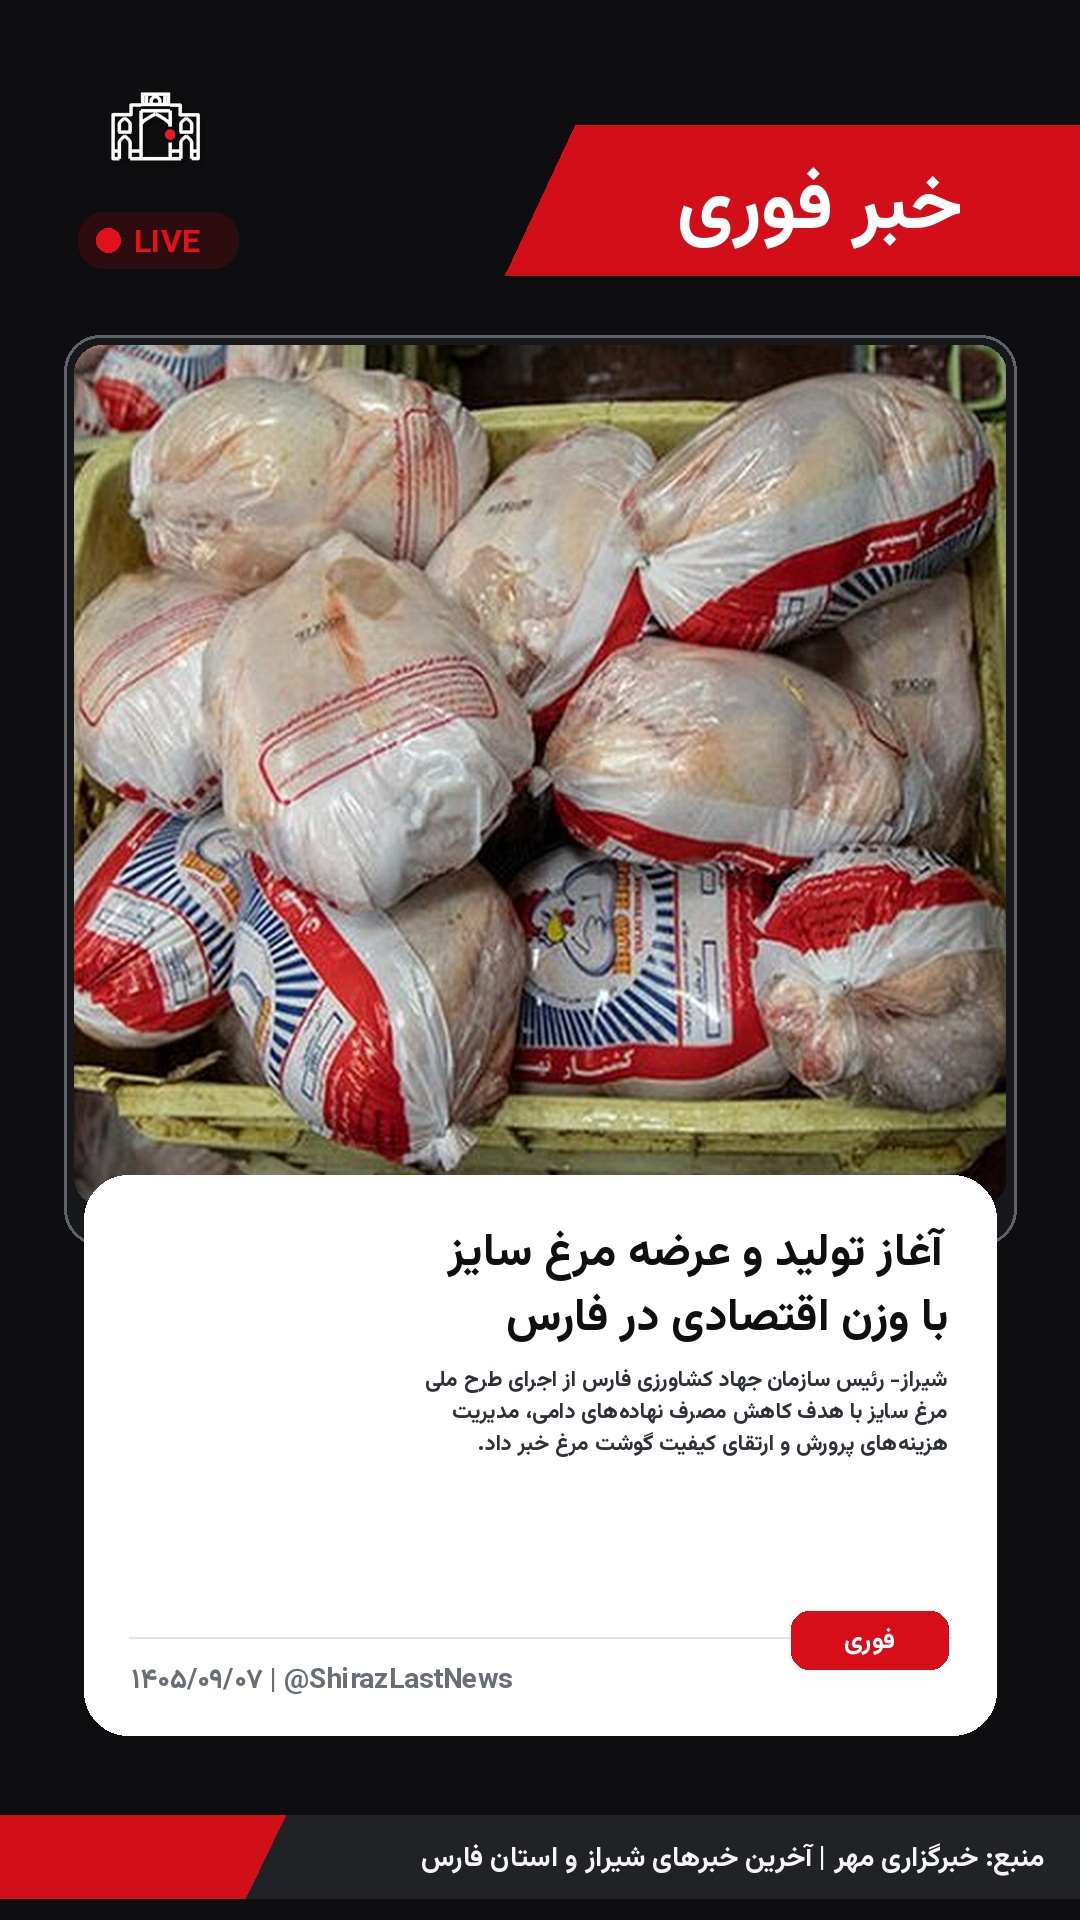 خبر فوری
LIVE
کشتار
آغاز تولید و عرضه مرغ سایز
با وزن اقتصادی در فارس
شیراز- رئیس سازمان جهاد کشاورزی فارس از اجرای طرح ملی
مرغ سایز با هدف کاهش مصرف نهاده‌های دامی، مدیریت
هزینه‌های پرورش و ارتقای کیفیت گوشت مرغ خبر داد.
فوری
۱۴۰۵/۰۹/۰۷ | @ShirazLastNews
منبع: خبرگزاری مهر | آخرین خبرهای شیراز و استان فارس